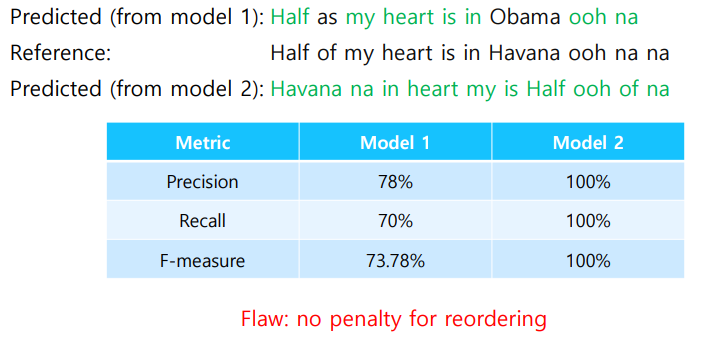 Predicted (from model 1): Half as my heart is in Obama ooh na
Reference: Half of my heart is in Havana ooh na na
Predicted (from model 2): Havana na in heart my is Half ooh of na
Metric Model 1 Model 2
Precision 78% 100%
Recall 70% 100%
F-measure 73.78% 100%
Flaw: no penalty for reordering